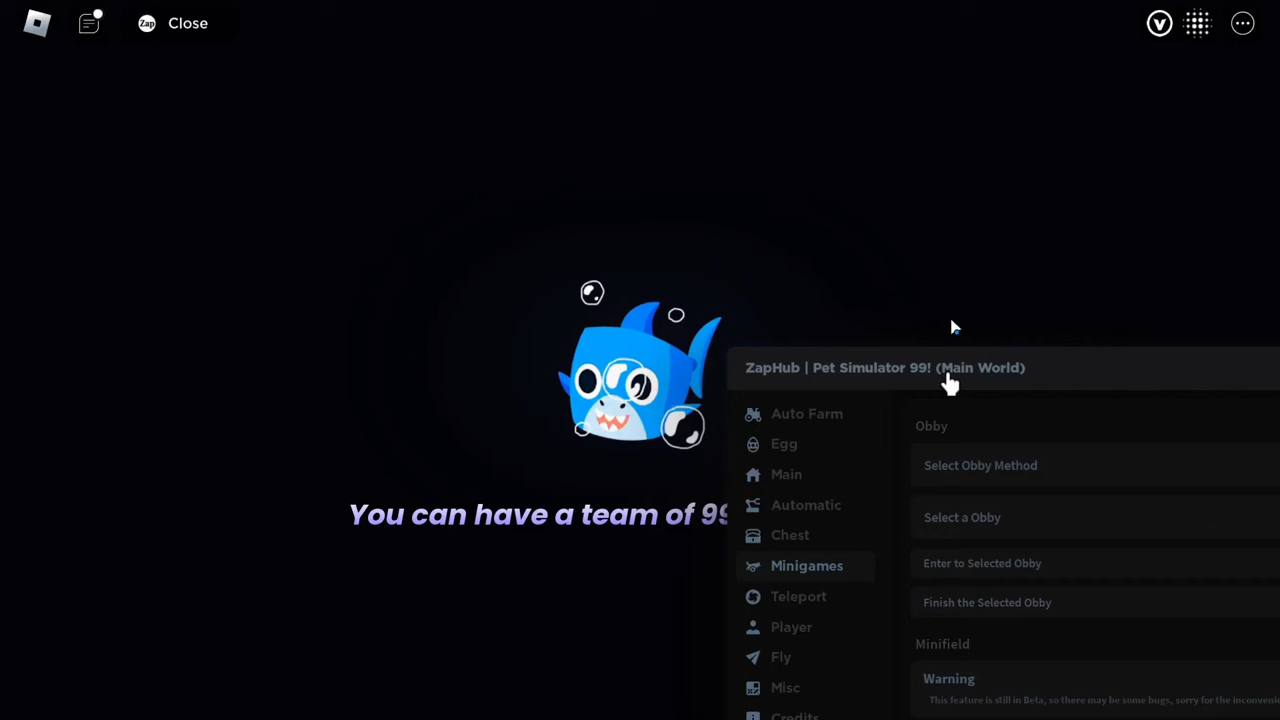 Zap Close
V
You can have a team of 99
ZapHub | Pet Simulator 99! (Main World)
Auto Farm
Egg
Main
Automatic
Chest
Minigames
Teleport
Player
Fly
Misc
Credits
Obby
Select Obby Method
Select a Obby
Enter to Selected Obby
Finish the Selected Obby
Minifield
Warning
This feature is still in Beta, so there may be some bugs, sorry for the